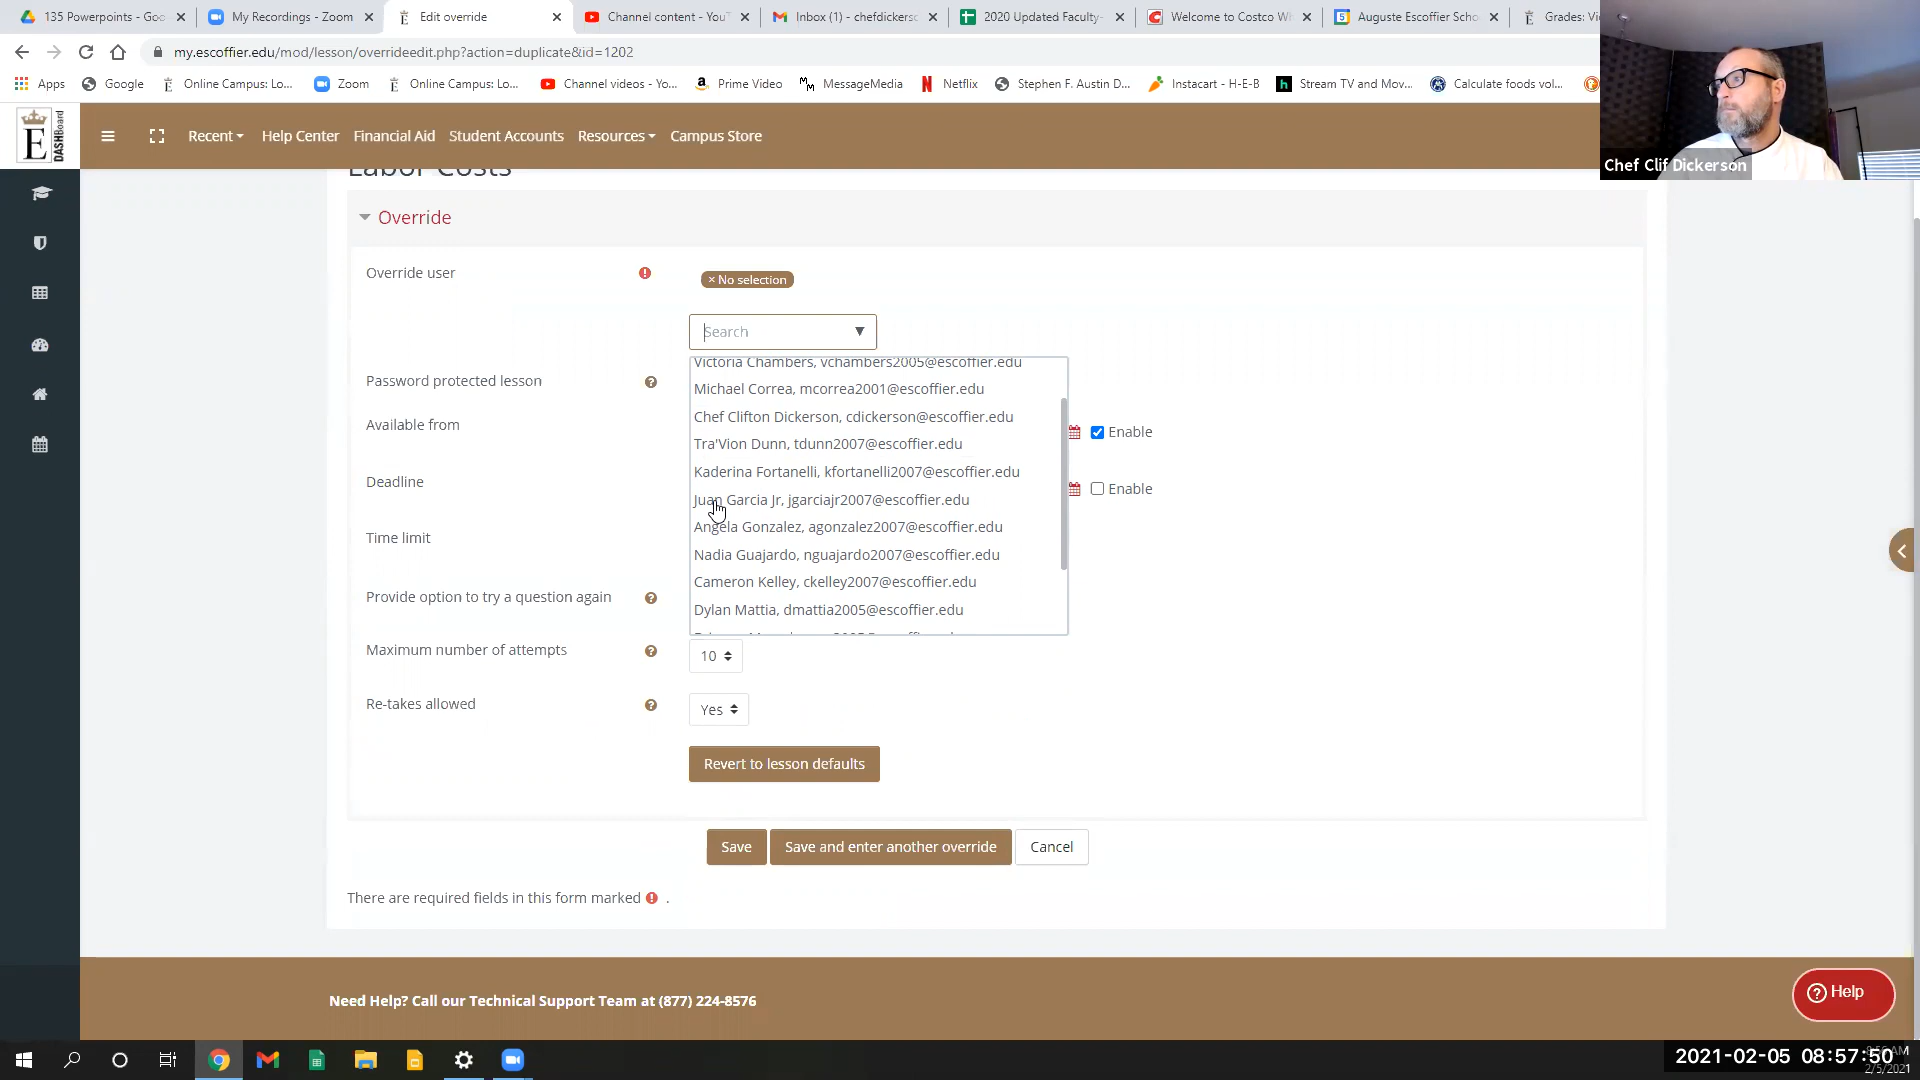 135 Powerpoints - Goo
My Recordings - Zoom
Edit override
Channel content - You
Inbox (1) - chefdickerso
2020 Updated Faculty-
Welcome to Costco Wh
Auguste Escoffier Scho
Grades: Vi
my.escoffier.edu/mod/lesson/overrideedit.php?action=duplicate&id=1202
Apps
Google
Online Campus: Lo...
Zoom
Online Campus: Lo...
Channel videos - Yo...
Prime Video
MessageMedia
Netflix
Stephen F. Austin D...
Instacart - H-E-B
Stream TV and Mov...
Calculate foods vol...
Chef Clif Dickerson
E DASHBoard
Recent
Help Center
Financial Aid
Student Accounts
Resources
Campus Store
Labor Costs
Override
Override user
× No selection
Search
Victoria Chambers, vchambers2005@escoffier.edu
Password protected lesson
Michael Correa, mcorrea2001@escoffier.edu
Chef Clifton Dickerson, cdickerson@escoffier.edu
Available from
Enable
Tra'Vion Dunn, tdunn2007@escoffier.edu
Kaderina Fortanelli, kfortanelli2007@escoffier.edu
Deadline
Enable
Juan Garcia Jr, jgarciajr2007@escoffier.edu
Angela Gonzalez, agonzalez2007@escoffier.edu
Time limit
Nadia Guajardo, nguajardo2007@escoffier.edu
Cameron Kelley, ckelley2007@escoffier.edu
Provide option to try a question again
Dylan Mattia, dmattia2005@escoffier.edu
Maximum number of attempts
10
Re-takes allowed
Yes
Revert to lesson defaults
Save
Save and enter another override
Cancel
There are required fields in this form marked .
Need Help? Call our Technical Support Team at (877) 224-8576
Help
2021-02-05 08:57:50
2/5/2021